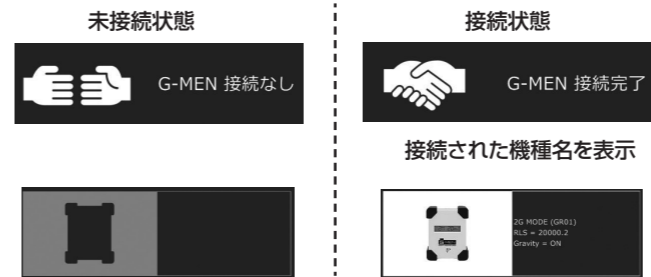 未接続状態
接続状態
G-MEN 接続なし
G-MEN 接続完了
接続された機種名を表示
2G MODE (GR01)
RLS = 20000.2
Gravity = ON